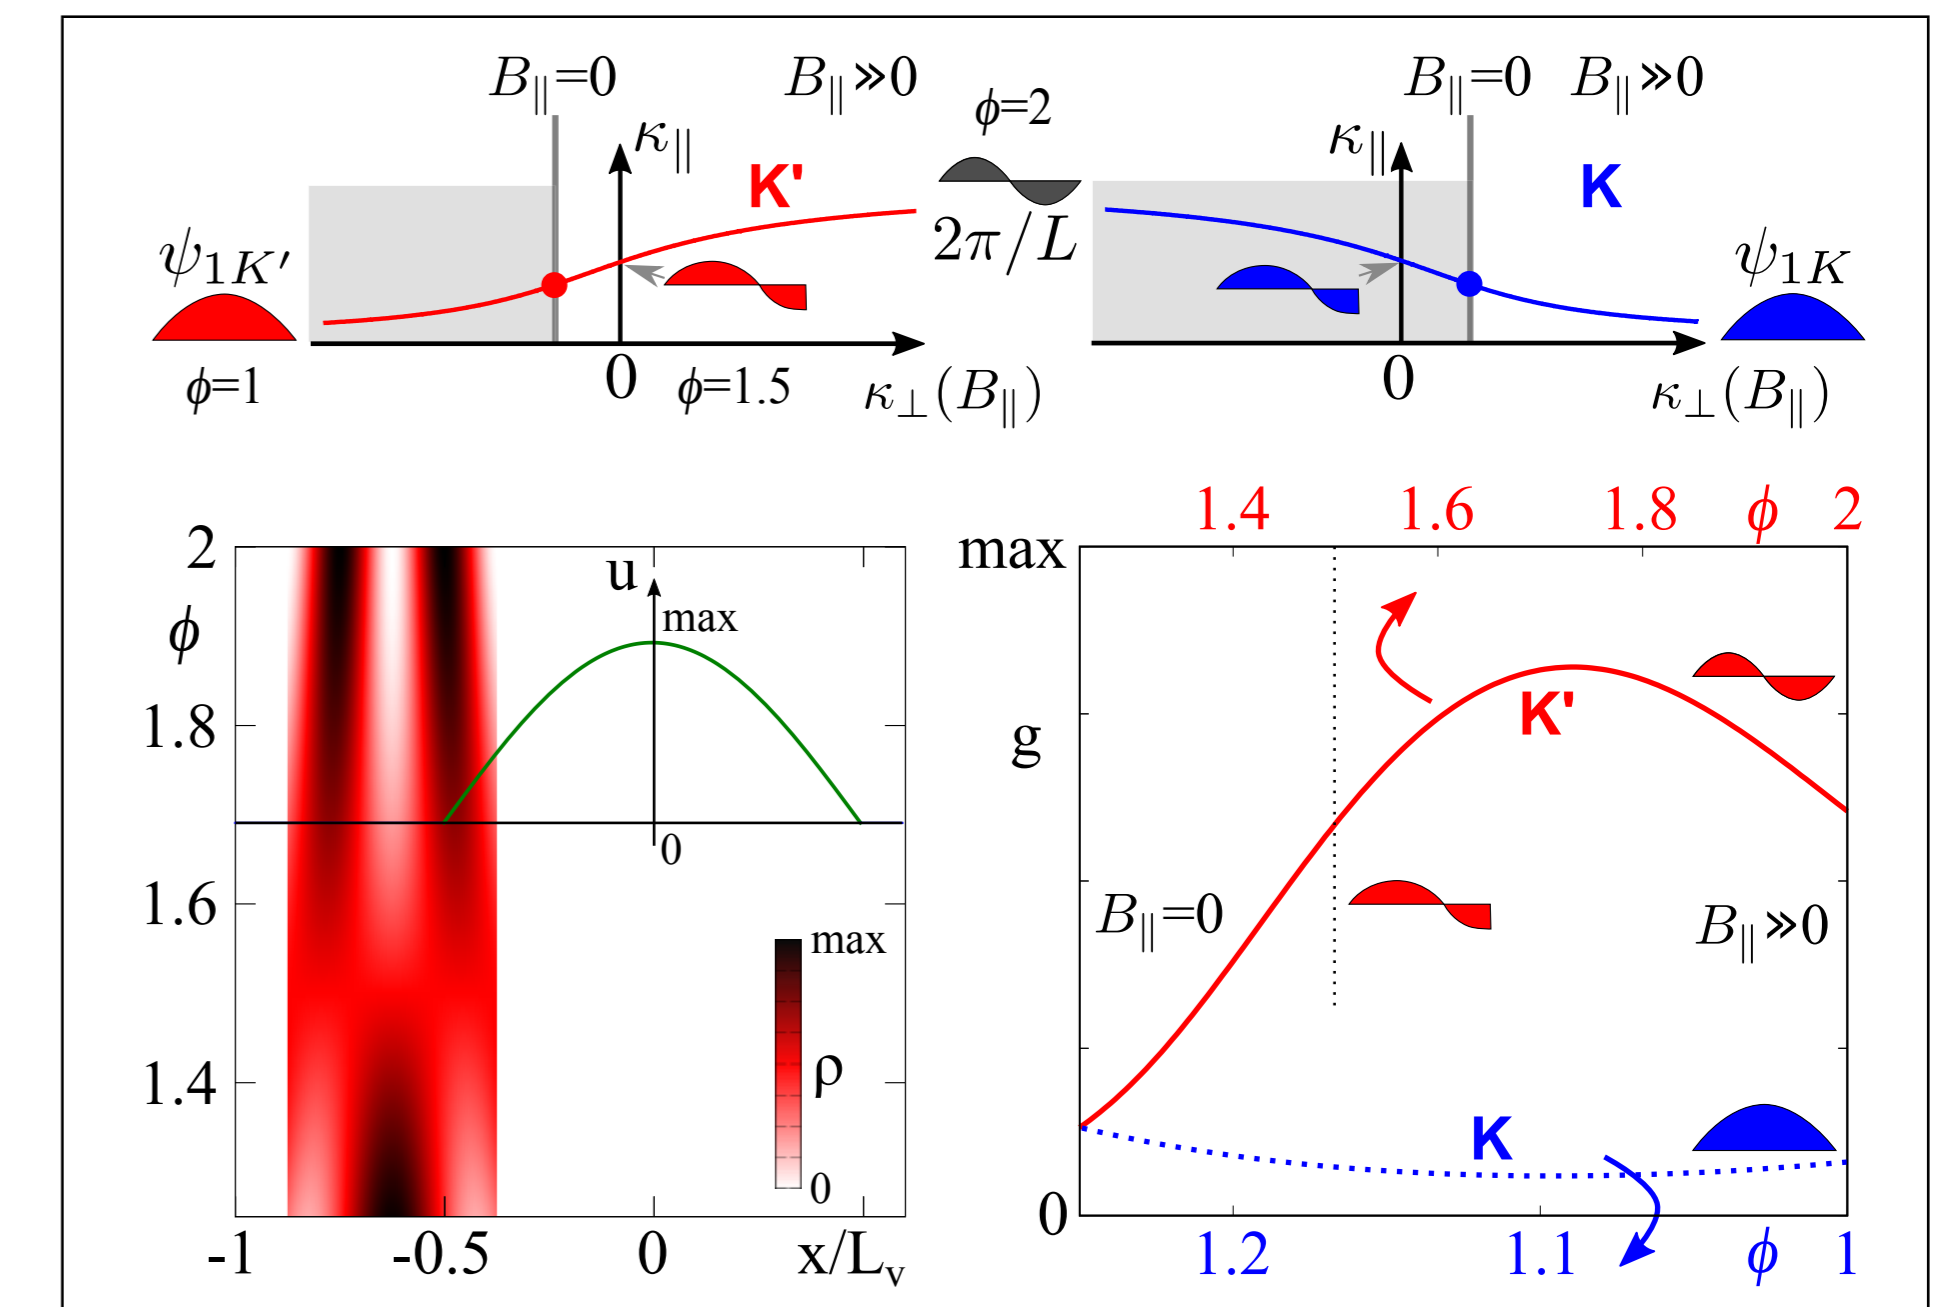 B∥=0 B∥≫0 B∥=0 B∥≫0
κ∥ ϕ=2 κ∥
K' K
ψ1K′ 2π/L ψ1K
ϕ=1 0 ϕ=1.5 κ⊥(B∥) 0 κ⊥(B∥)
2 u max
ϕ
1.8
1.6
1.4
0
max
ρ
0
-1 -0.5 0 x/Lv
1.4 1.6 1.8 ϕ 2
max
K'
g
B∥=0 B∥≫0
K
0
1.2 1.1 ϕ 1